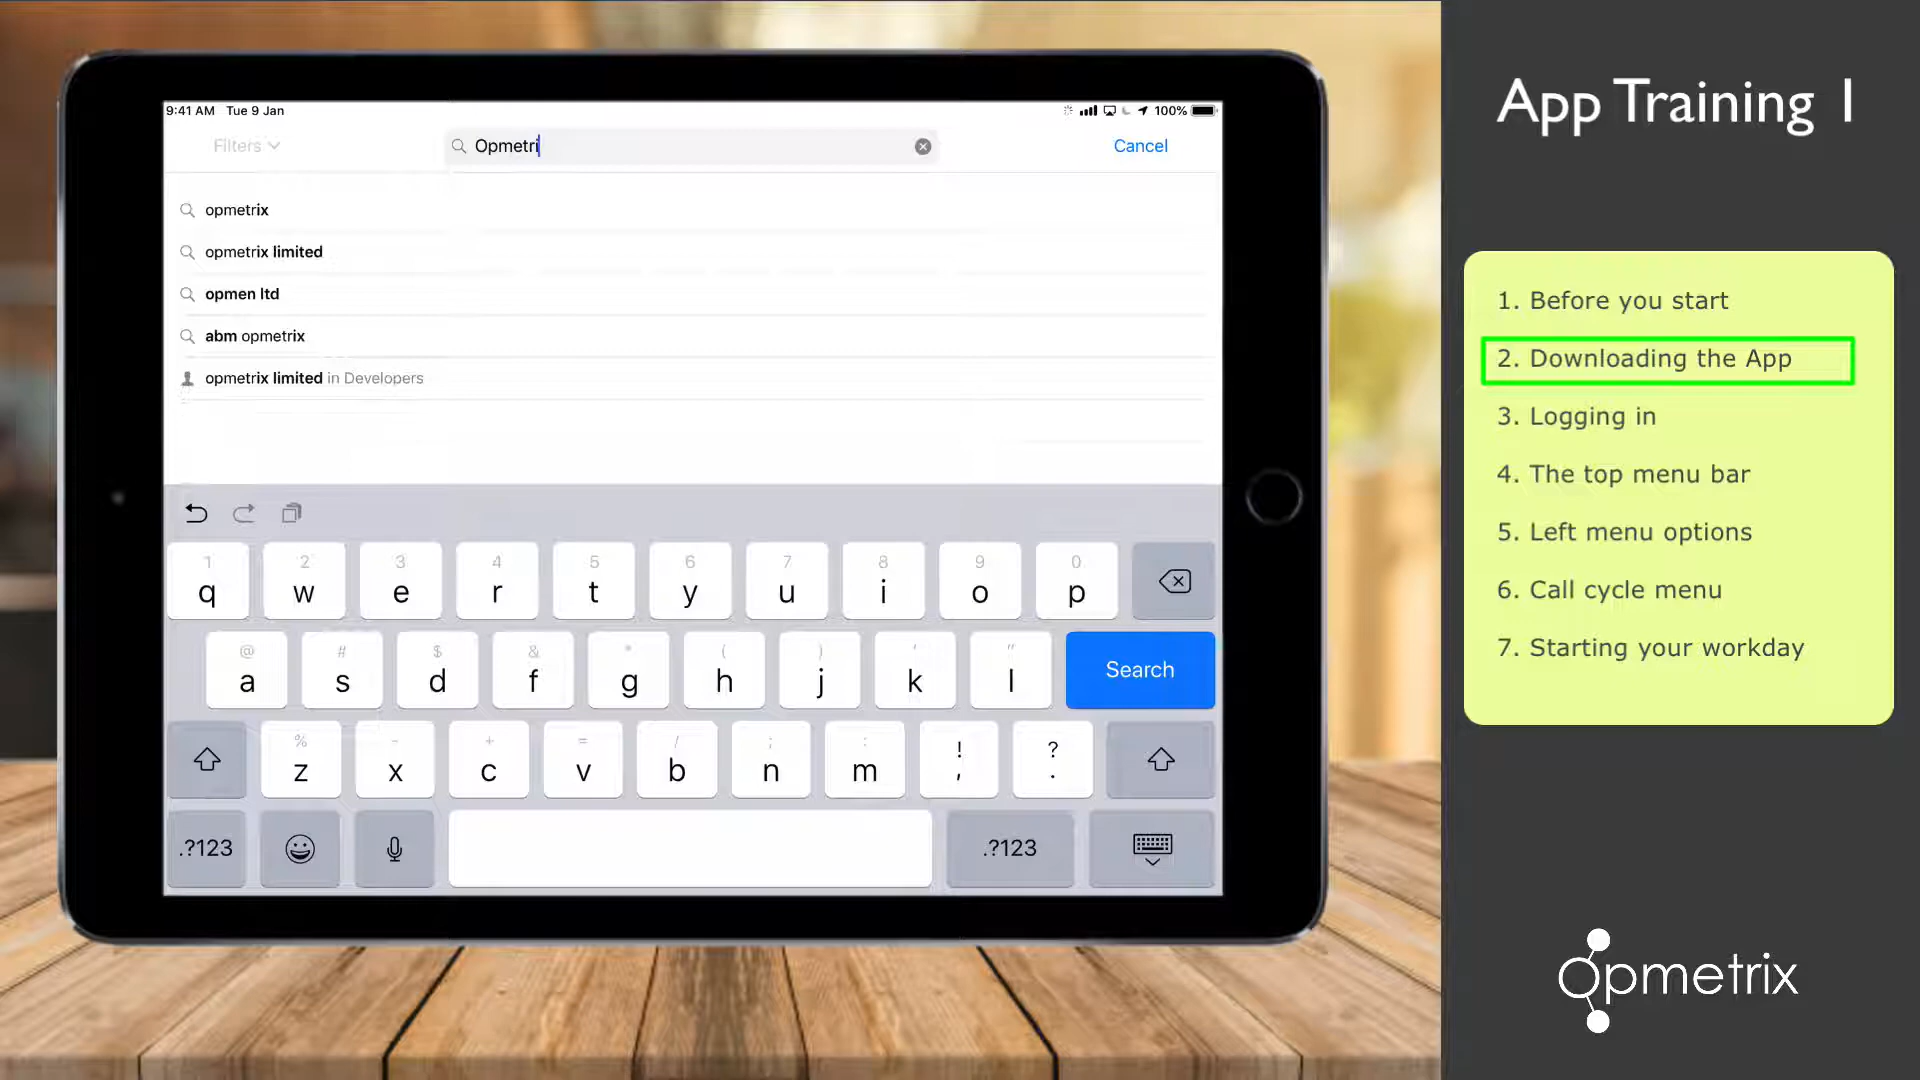 9:41 AM Tue 9 Jan
100%
Filters
Opmetri
Cancel
opmetrix
opmetrix limited
opmen ltd
abm opmetrix
opmetrix limited in Developers
1 2 3 4 5 6 7 8 9 0
q w e r t y u i o p
@ # $ & * ( ) ' "
a s d f g h j k l
Search
% - + = / ; : ! ?
z x c v b n m , .
.?123
.?123
App Training 1
1. Before you start
2. Downloading the App
3. Logging in
4. The top menu bar
5. Left menu options
6. Call cycle menu
7. Starting your workday
Opmetrix